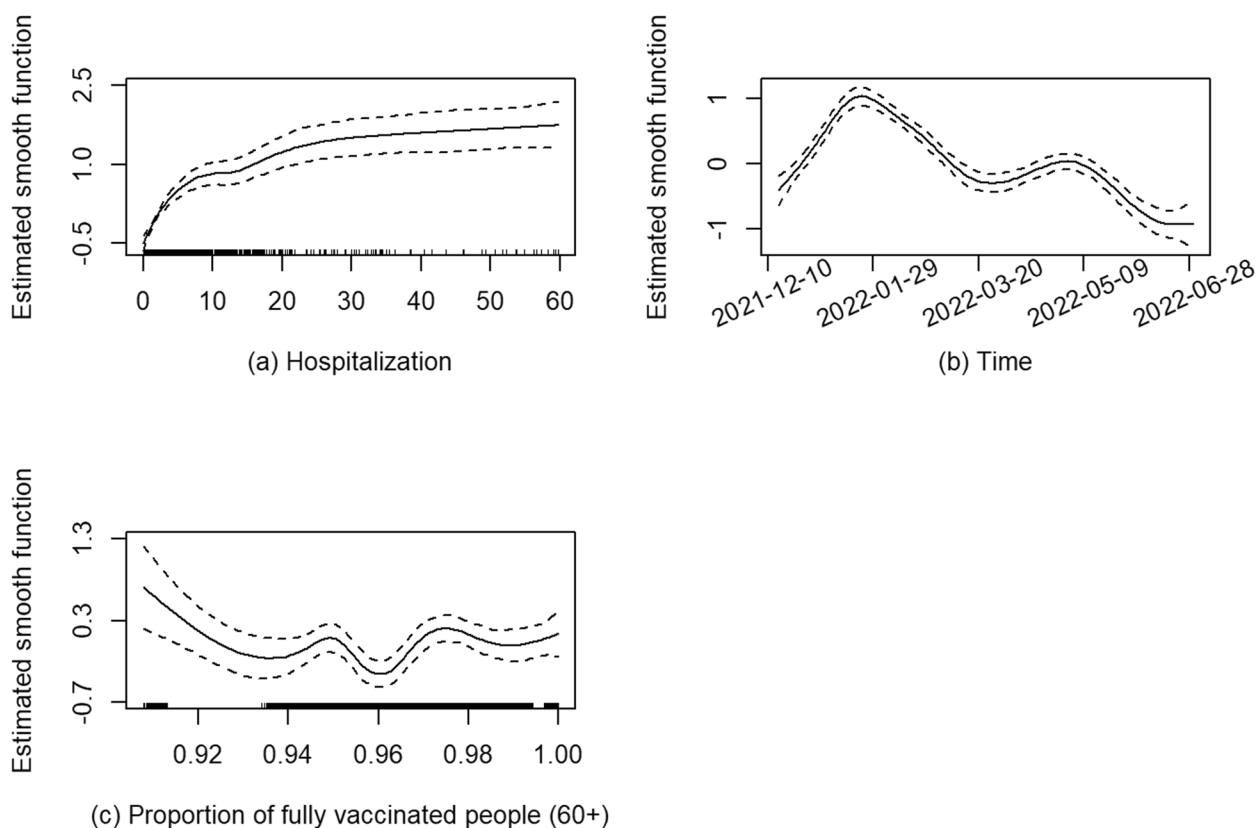 Estimated smooth function
2.5
1.0
-0.5
0 10 20 30 40 50 60
(a) Hospitalization
Estimated smooth function
1
0
-1
2021-12-10 2022-01-29 2022-03-20 2022-05-09 2022-06-28
(b) Time
Estimated smooth function
1.3
0.3
-0.7
0.92 0.94 0.96 0.98 1.00
(c) Proportion of fully vaccinated people (60+)